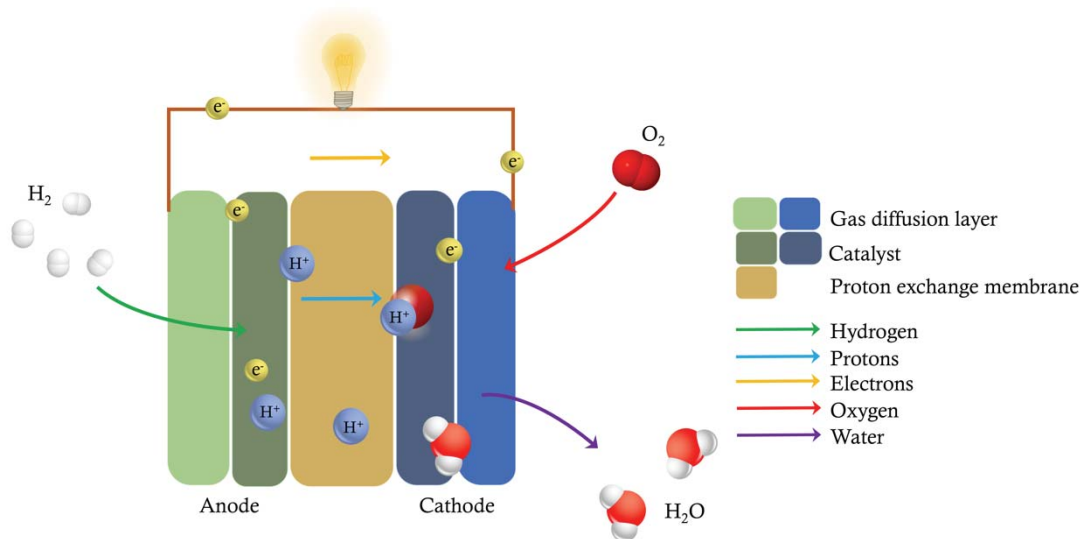 e⁻
O₂
e⁻
H₂
e⁻
Gas diffusion layer
e⁻
Catalyst
H⁺
Proton exchange membrane
H⁺
Hydrogen
Protons
e⁻
Electrons
H⁺
H⁺
Oxygen
Water
Anode
Cathode
H₂O